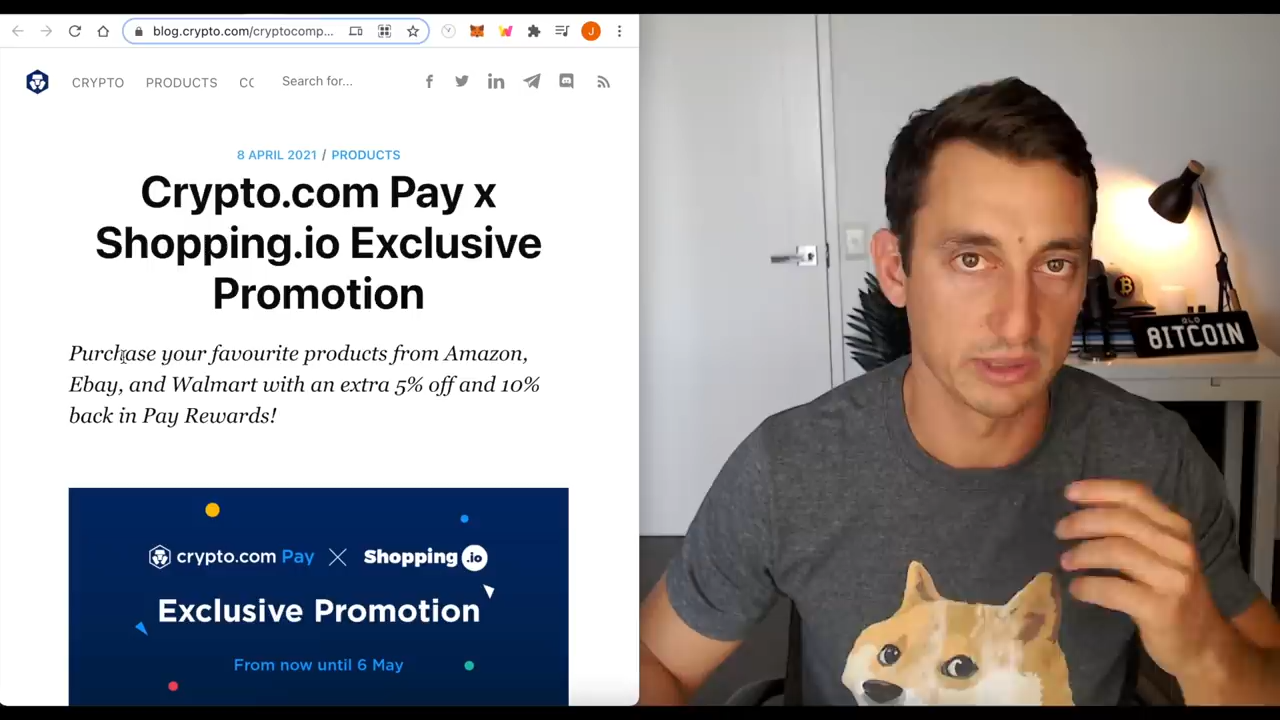 blog.crypto.com/cryptocomp...
J
CRYPTO
PRODUCTS
CC
Search for...
8 APRIL 2021 / PRODUCTS
Crypto.com Pay x
Shopping.io Exclusive
Promotion
Purchase your favourite products from Amazon,
Ebay, and Walmart with an extra 5% off and 10%
back in Pay Rewards!
crypto.com Pay
Shopping .io
Exclusive Promotion
From now until 6 May
QLD
BITCOIN